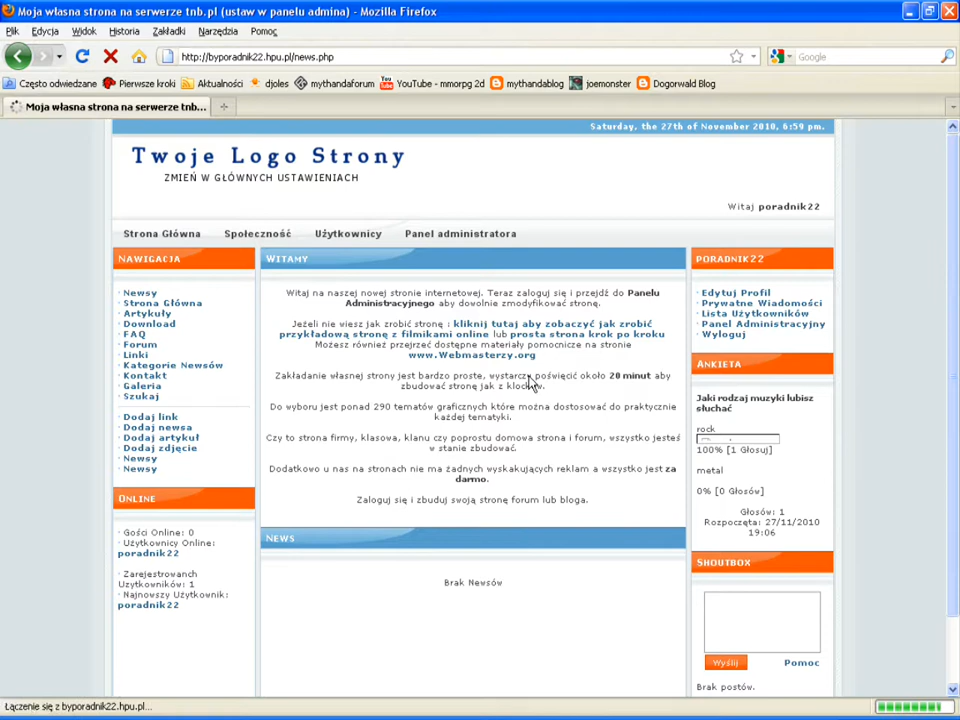 Moja własna strona na serwerze tnb.pl (ustaw w panelu admina) - Mozilla Firefox
Plik Edycja Widok Historia Zakładki Narzędzia Pomoc
http://byporadnik22.hpu.pl/news.php
Google
Często odwiedzane Pierwsze kroki Aktualności djoles mythandaforum YouTube - mmorpg 2d mythandablog joemonster Dogorwald Blog
Moja własna strona na serwerze tnb...
Saturday, the 27th of November 2010, 6:59 pm.
Twoje Logo Strony
ZMIEŃ W GŁÓWNYCH USTAWIENIACH
Witaj poradnik22
Strona Główna Społeczność Użytkownicy Panel administratora
NAWIGACJA
· Newsy
· Strona Główna
· Artykuły
· Download
· FAQ
· Forum
· Linki
· Kategorie Newsów
· Kontakt
· Galeria
· Szukaj
· Dodaj link
· Dodaj newsa
· Dodaj artykuł
· Dodaj zdjęcie
· Newsy
· Newsy
ONLINE
· Gości Online: 0
· Użytkownicy Online:
poradnik22
· Zarejestrowanch
Uzytkowników: 1
· Najnowszy Użytkownik:
poradnik22
WITAMY
Witaj na naszej nowej stronie internetowej. Teraz zaloguj się i przejdź do Panelu
Administracyjnego aby dovolnie zmodyfikować stronę.
Jeżeli nie wiesz jak zrobić stronę : kliknij tutaj aby zobaczyć jak zrobić
przykładową stronę z filmikami online lub prosta strona krok po kroku
Możesz również przejrzeć dostępne materiały pomocnicze na stronie
www.Webmasterzy.org
Zakładanie własnej strony jest bardzo proste, wystarczy poświęcić około 20 minut aby
zbudować stronę jak z klocków.
Do wyboru jest ponad 290 tematów graficznych które można dostosować do praktycznie
każdej tematyki.
Czy to strona firmy, klasowa, klanu czy poprostu domowa strona i forum, wszystko jesteś
w stanie zbudować.
Dodatkowo u nas na stronach nie ma żadnych wyskakujących reklam a wszystko jest za
darmo.
Zaloguj się i zbuduj swoją stronę forum lub bloga.
NEWS
Brak Newsów
PORADNIK22
· Edytuj Profil
· Prywatne Wiadomości
· Lista Użytkowników
· Panel Administracyjny
· Wyloguj
ANKIETA
Jaki rodzaj muzyki lubisz
słuchać
rock
100% [1 Głosuj]
metal
0% [0 Głosów]
Głosów: 1
Rozpoczęta: 27/11/2010
19:06
SHOUTBOX
Wyślij Pomoc
Brak postów.
Łączenie się z byporadnik22.hpu.pl...